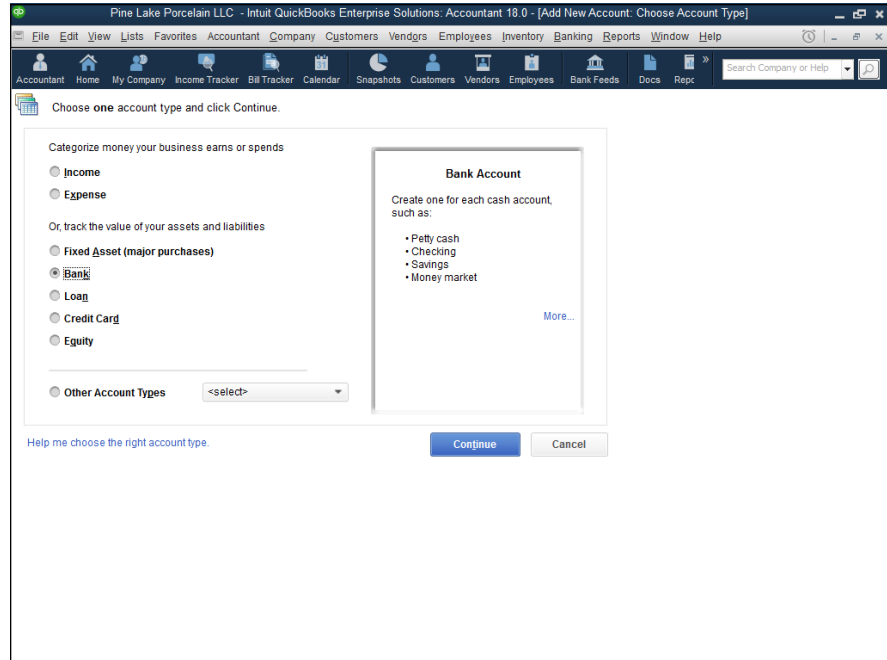 qb Pine Lake Porcelain LLC - Intuit QuickBooks Enterprise Solutions: Accountant 18.0 - [Add New Account: Choose Account Type]
File Edit View Lists Favorites Accountant Company Customers Vendors Employees Inventory Banking Reports Window Help
31
Accountant Home My Company Income Tracker Bill Tracker Calendar Snapshots Customers Vendors Employees Bank Feeds Docs Repc » Search Company or Help
Choose one account type and click Continue.
Categorize money your business earns or spends
Income
Expense
Or, track the value of your assets and liabilities
Fixed Asset (major purchases)
Bank
Loan
Credit Card
Equity
Other Account Types <select>
Bank Account
Create one for each cash account,
such as:
• Petty cash
• Checking
• Savings
• Money market
More...
Help me choose the right account type.
Continue Cancel